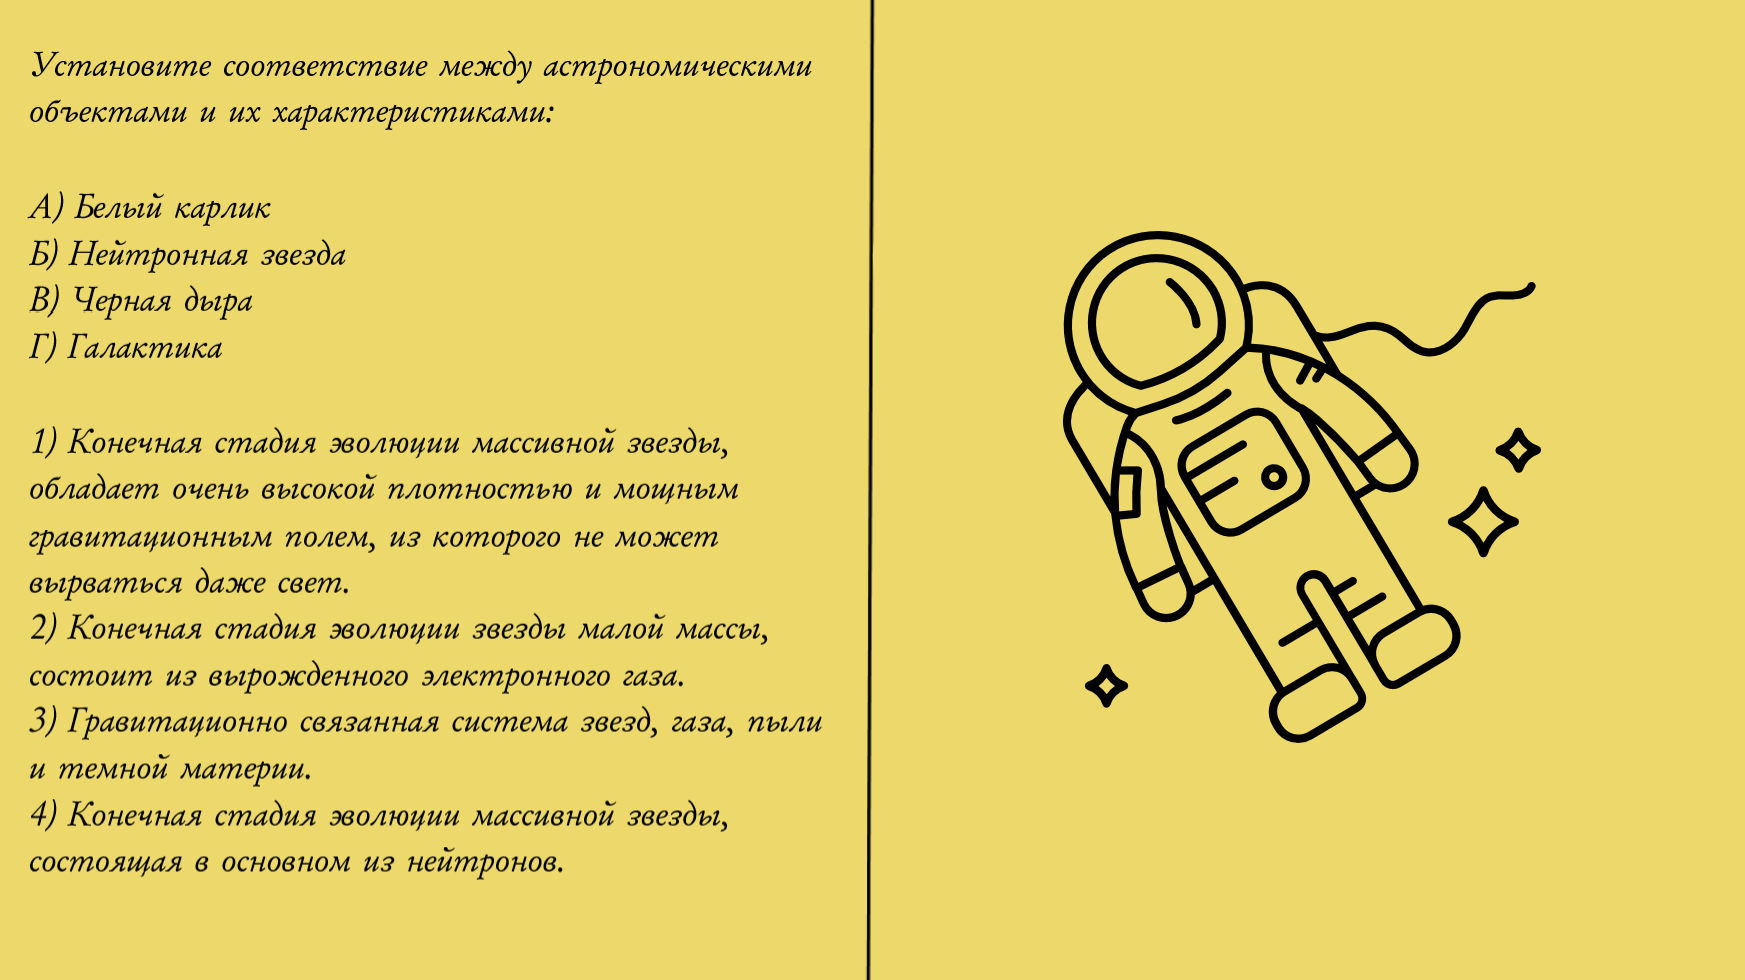 Установите соответствие между астрономическими
объектами и их характеристиками:
А) Белый карлик
Б) Нейтронная звезда
В) Черная дыра
Г) Галактика
1) Конечная стадия эволюции массивной звезды,
обладает очень высокой плотностью и мощным
гравитационным полем, из которого не может
вырваться даже свет.
2) Конечная стадия эволюции звезды малой массы,
состоит из вырожденного электронного газа.
3) Гравитационно связанная система звезд, газа, пыли
и темной материи.
4) Конечная стадия эволюции массивной звезды,
состоящая в основном из нейтронов.